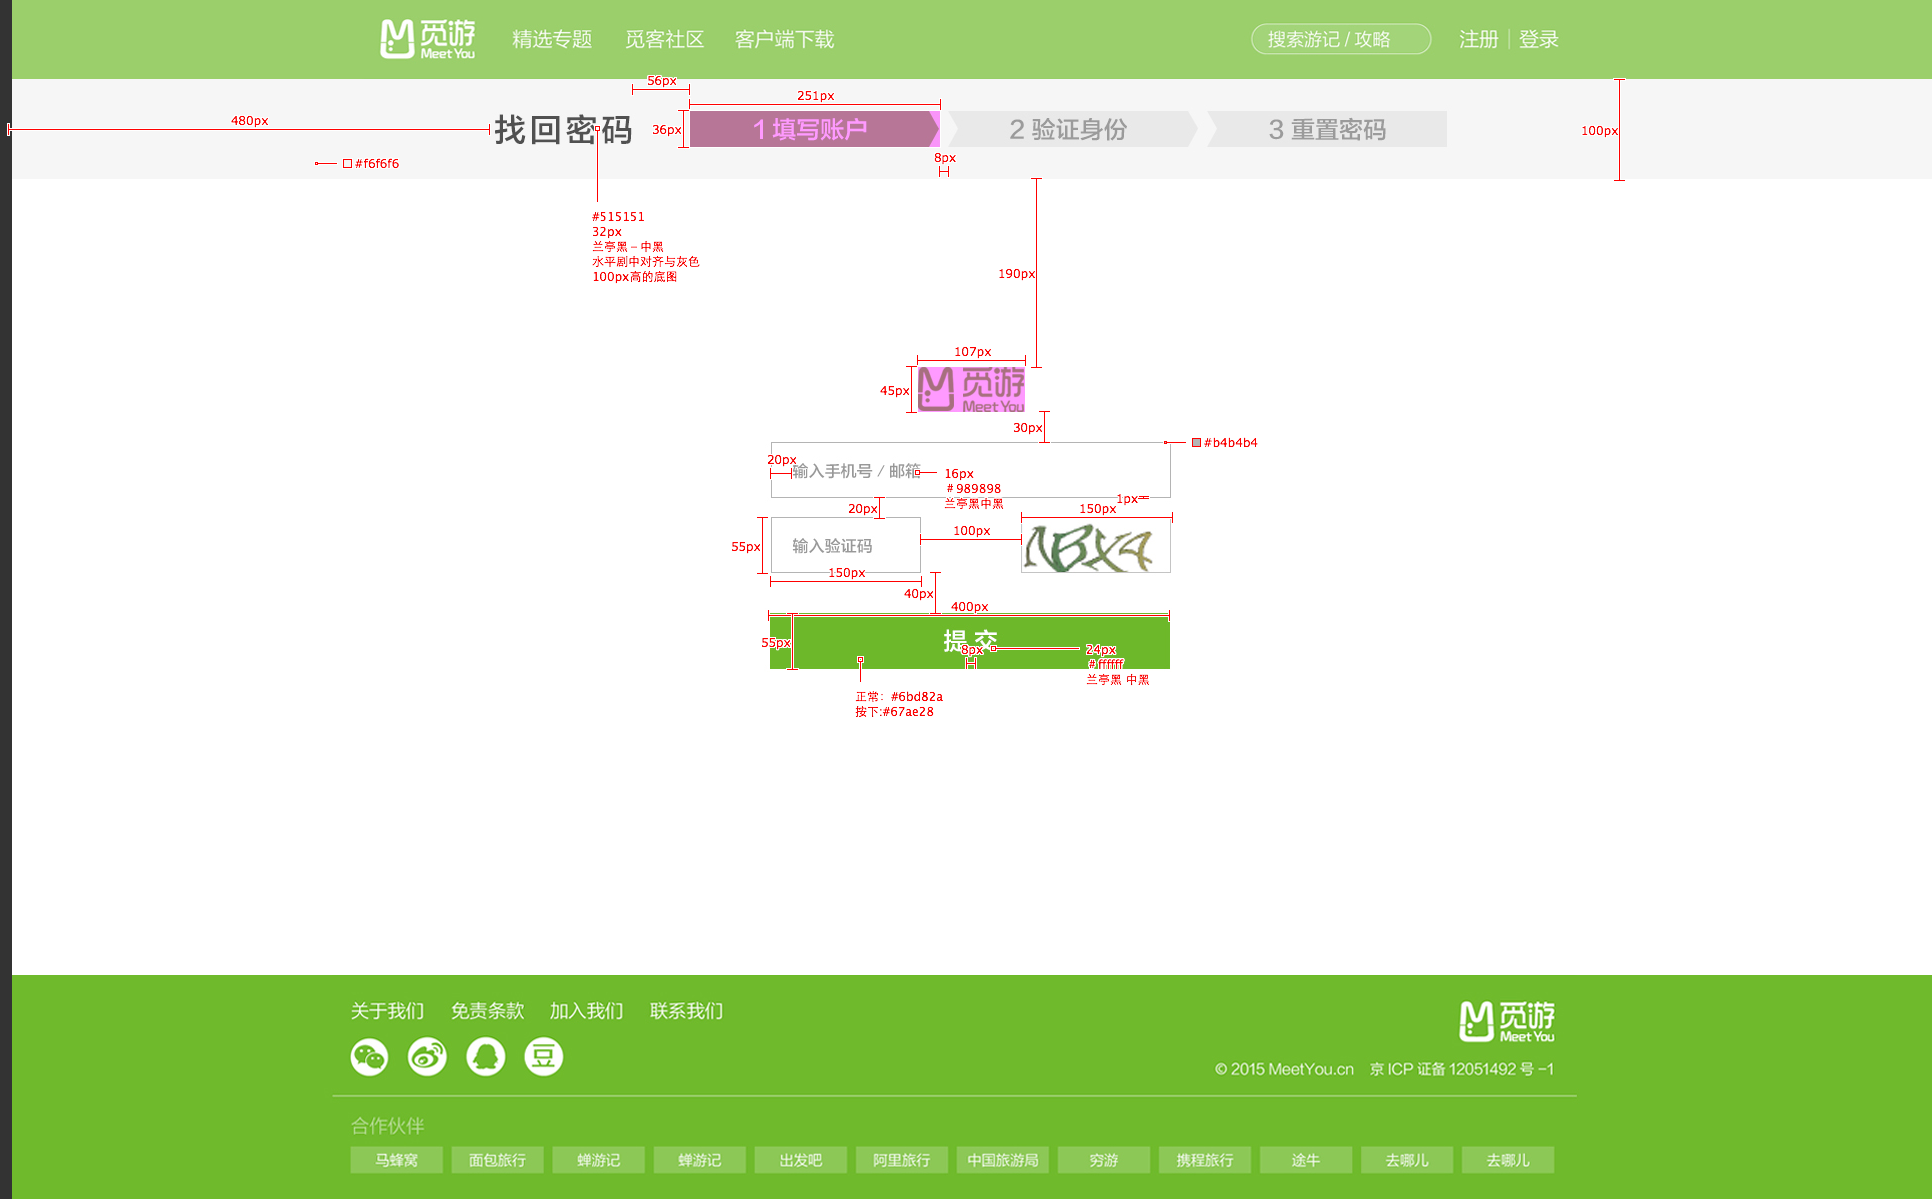 觅游
MeetYou
精选专题
觅客社区
客户端下载
搜索游记 / 攻略
注册 | 登录
56px
251px
480px
找回密码
36px
1 填写账户
2 验证身份
3 重置密码
100px
8px
#f6f6f6
#515151
32px
兰亭黑-中黑
水平剧中对齐与灰色
100px高的底图
190px
107px
45px
觅游
MeetYou
30px
#b4b4b4
20px
输入手机号 / 邮箱
16px
#989898
兰亭黑中黑
1px
20px
150px
100px
55px
输入验证码
NBX4
150px
40px
400px
55px
提 交
8px
24px
#ffffff
兰亭黑 中黑
正常：#6bd82a
按下:#67ae28
关于我们
免责条款
加入我们
联系我们
觅游
MeetYou
豆
© 2015 MeetYou.cn 京 ICP 证备 12051492 号 -1
合作伙伴
马蜂窝
面包旅行
蝉游记
蝉游记
出发吧
阿里旅行
中国旅游局
穷游
携程旅行
途牛
去哪儿
去哪儿